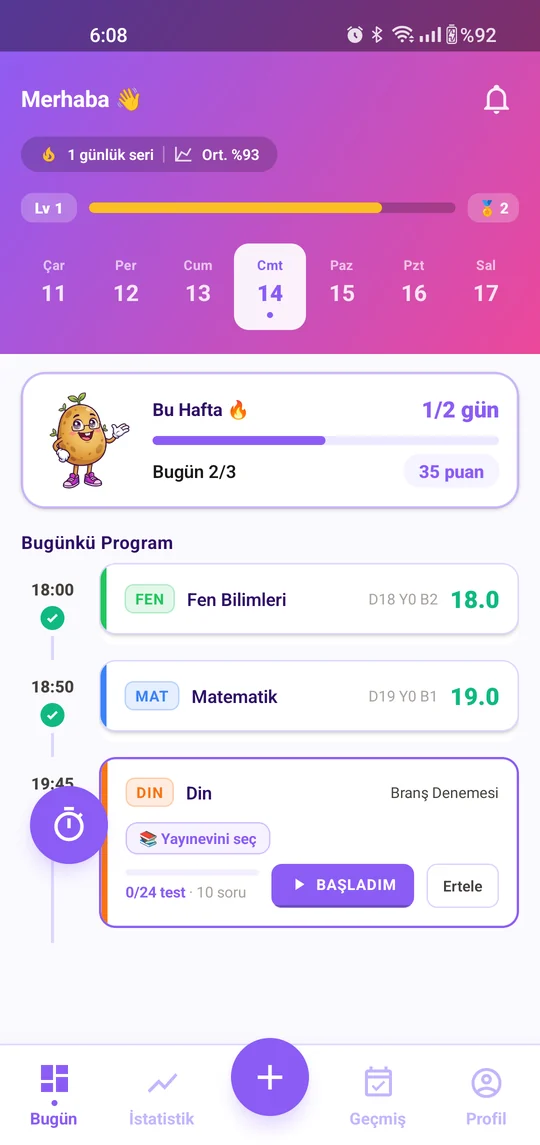 6:08 %92
Merhaba 👋
1 günlük seri | Ort. %93
Lv 1 🏅 2
Çar Per Cum Cmt Paz Pzt Sal
11 12 13 14 15 16 17
Bu Hafta 🔥 1/2 gün
Bugün 2/3 35 puan
Bugünkü Program
18:00 FEN Fen Bilimleri D18 Y0 B2 18.0
18:50 MAT Matematik D19 Y0 B1 19.0
19:45 DIN Din Branş Denemesi
📚 Yayınevini seç
0/24 test · 10 soru BAŞLADIM Ertele
Bugün İstatistik Geçmiş Profil